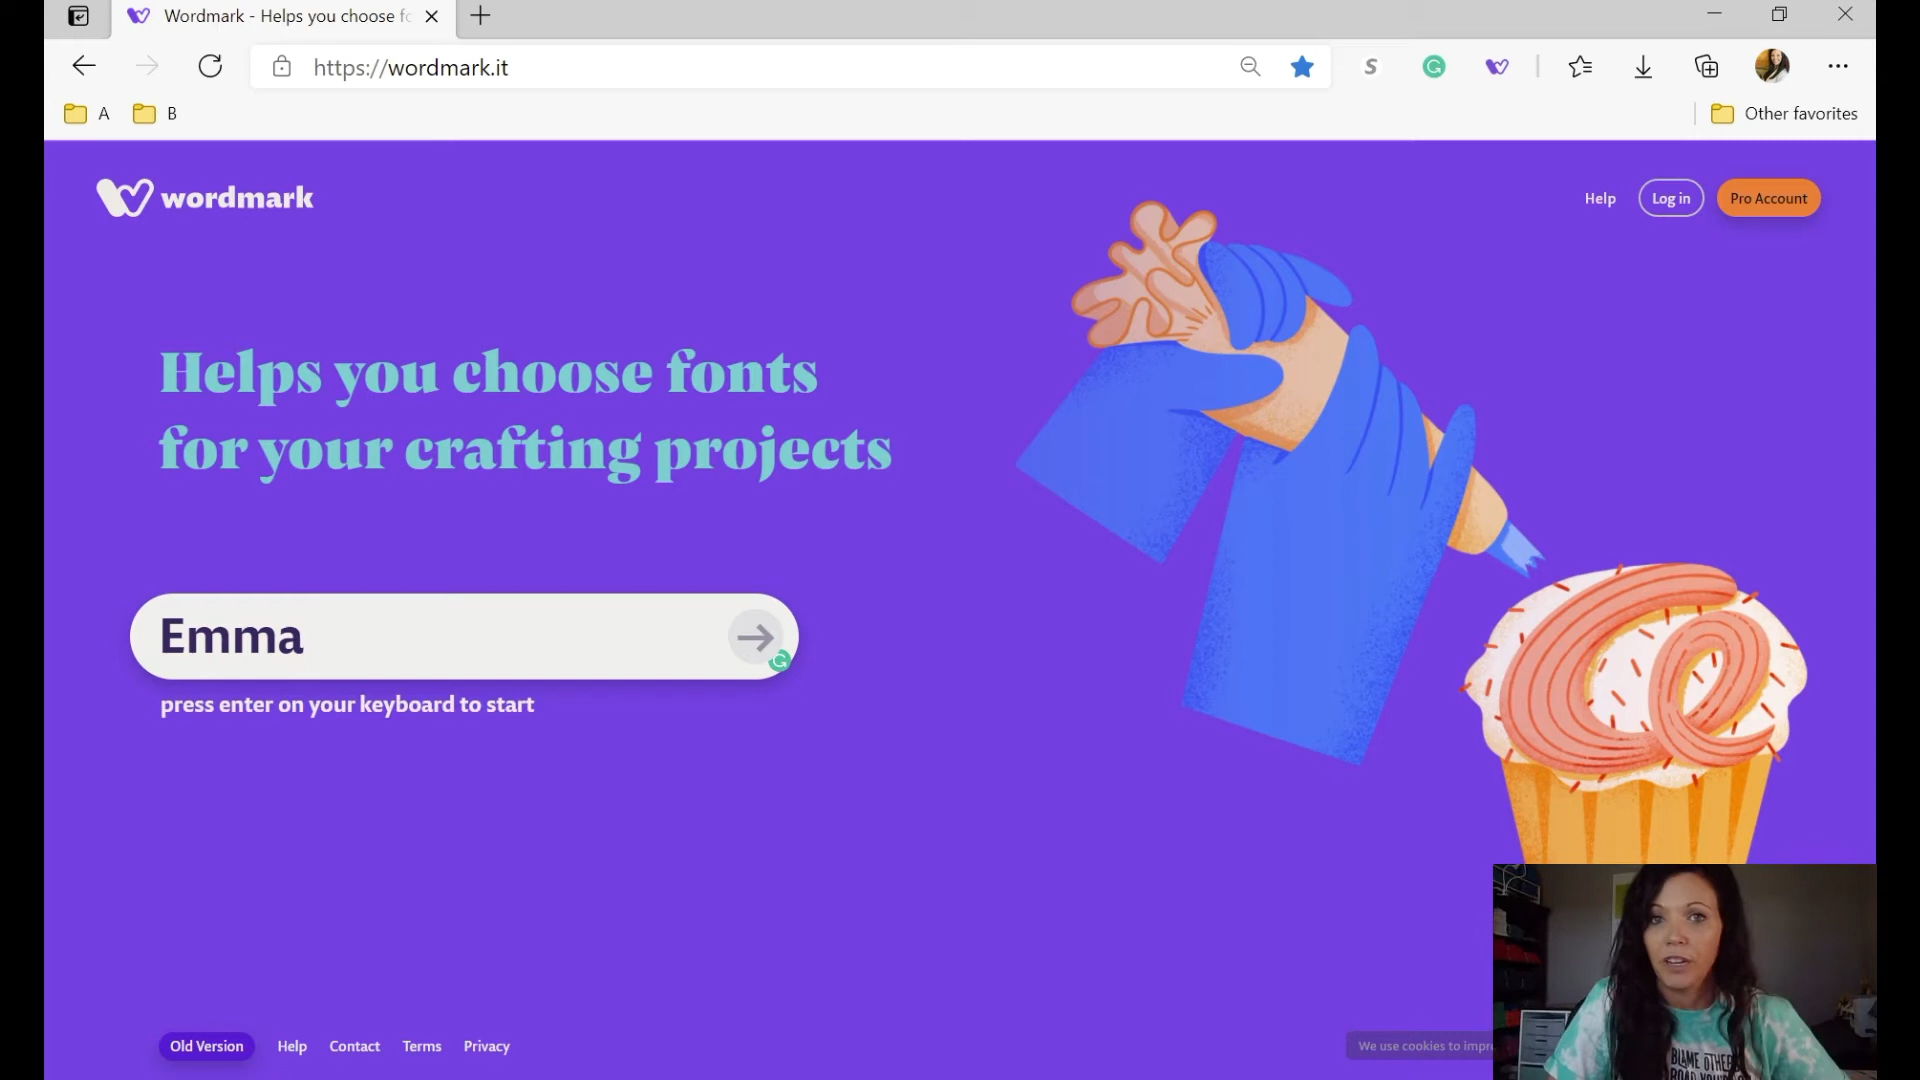 Wordmark - Helps you choose fo
https://wordmark.it
A
B
Other favorites
wordmark
Help
Log in
Pro Account
Helps you choose fonts
for your crafting projects
Emma
press enter on your keyboard to start
Old Version
Help
Contact
Terms
Privacy
We use cookies to impr
BLAME OTHERS